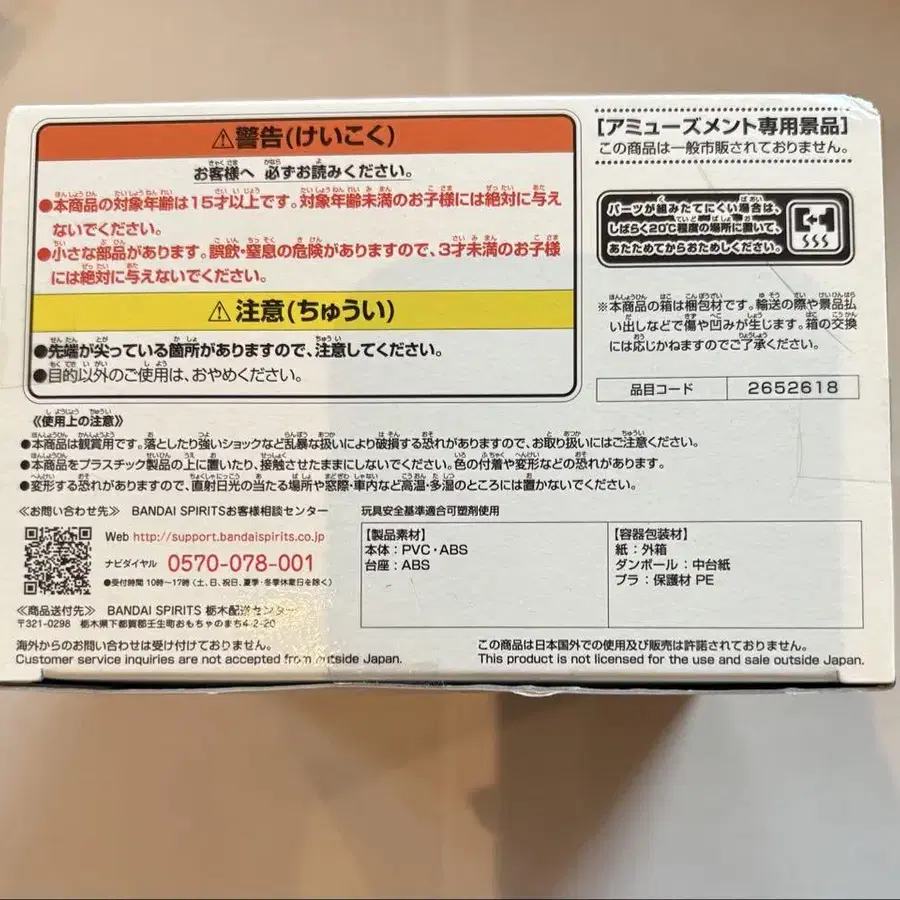 ⚠警告(けいこく)
お客様へ 必ずお読みください。
●本商品の対象年齢は15才以上です。対象年齢未満のお子様には絶対に与え
ないでください。
●小さな部品があります。誤飲・窒息の危険がありますので、3才未満のお子様
には絶対に与えないでください。
⚠注意(ちゅうい)
●先端が尖っている箇所がありますので、注意してください。
●目的以外のご使用は、おやめください。
[アミューズメント専用景品]
この商品は一般市販されておりません。
パーツが組みたてにくい場合は、
しばらく20℃程度の場所に置いて、
あたためてからおためしください。
※本商品の箱は梱包材です。輸送の際や景品払
い出しなどで傷や凹みが生じます。箱の交換
には応じかねますのでご了承ください。
品目コード 2652618
《使用上の注意》
●本商品は観賞用です。落としたり強いショックなど乱暴な扱いにより破損する恐れがありますので、お取り扱いにはご注意ください。
●本商品をプラスチック製品の上に置いたり、接触させたままにしないでください。色の付着や変形などの恐れがあります。
●変形する恐れがありますので、直射日光の当たる場所や窓際・車内など高温・多湿のところには置かないでください。
≪お問い合わせ先≫ BANDAI SPIRITSお客様相談センター
Web http://support.bandaispirits.co.jp
ナビダイヤル 0570-078-001
●受付時間 10時〜17時(土、日、祝日、夏季・冬季休業日を除く)
≪商品送付先≫ BANDAI SPIRITS 栃木配送センター
〒321-0298 栃木県下都賀郡壬生町おもちゃのまち4-2-20
玩具安全基準適合可塑剤使用
【製品素材】
本体：PVC・ABS
台座：ABS
【容器包装材】
紙：外箱
ダンボール：中台紙
プラ：保護材 PE
海外からのお問い合わせは受け付けておりません。
Customer service inquiries are not accepted from outside Japan.
この商品は日本国外での使用及び販売は許諾されておりません。
This product is not licensed for the use and sale outside Japan.